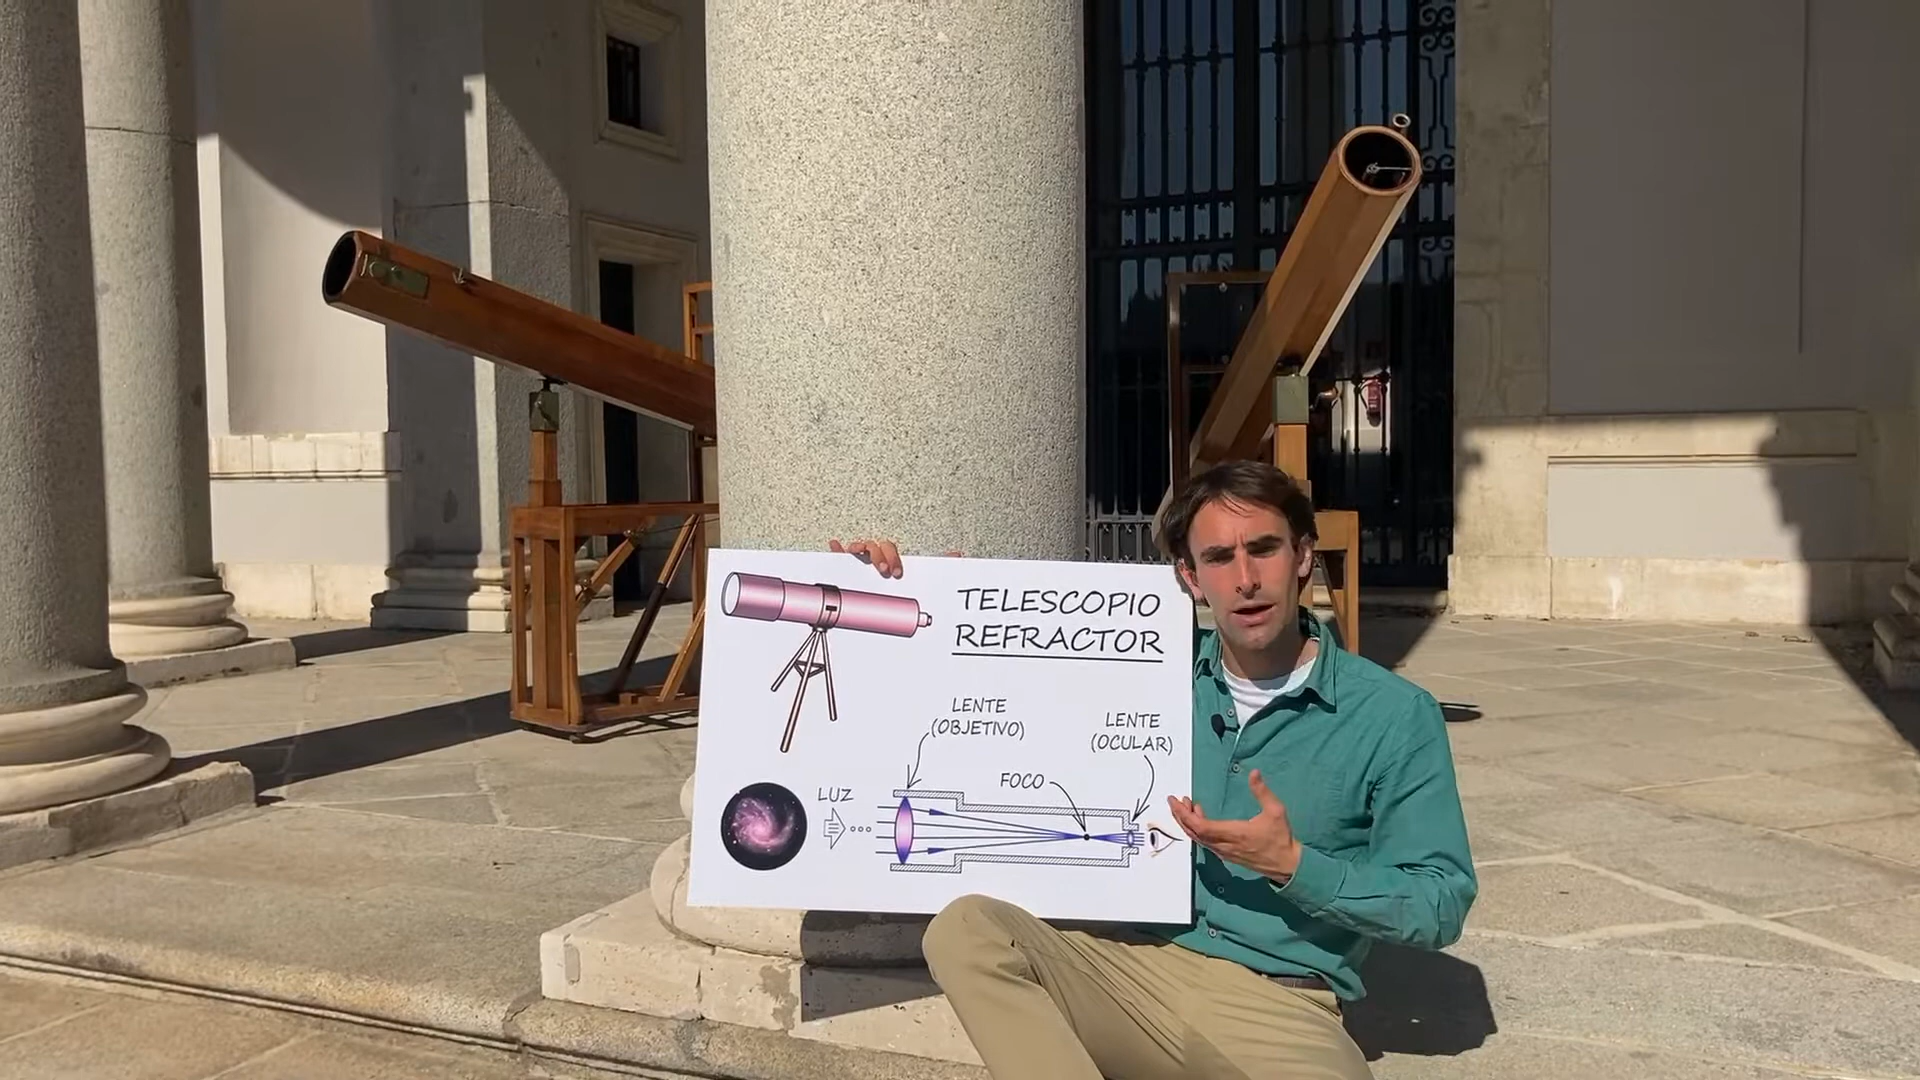 TELESCOPIO
REFRACTOR
LENTE
(OBJETIVO)
LENTE
(OCULAR)
FOCO
LUZ